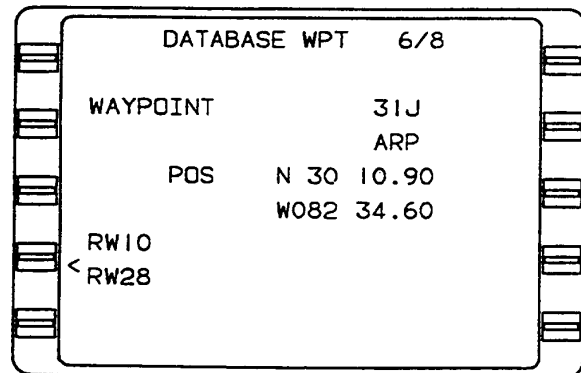 DATABASE WPT 6/8
WAYPOINT 31J
ARP
POS N 30 10.90
W082 34.60
RW10
< RW28